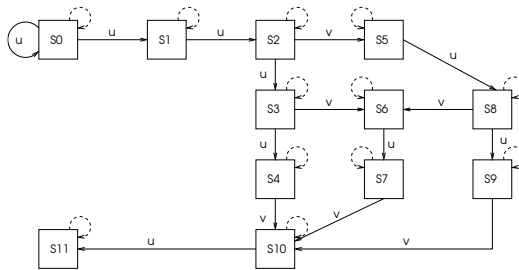 u S0 u S1 u S2 v S5
u u
S3 v S6 v S8
u u u
S4 S7 S9
v v v
S11 u S10